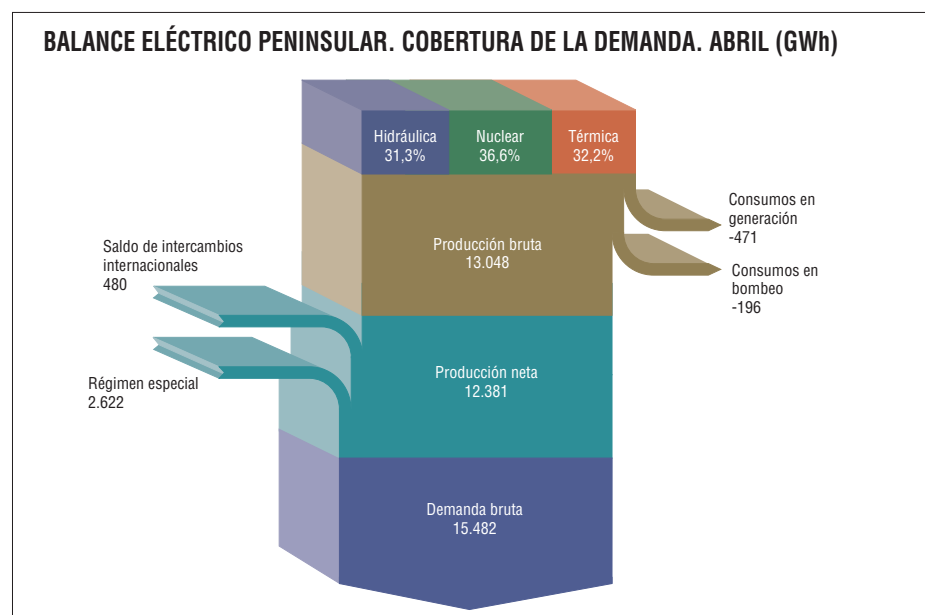 BALANCE ELÉCTRICO PENINSULAR. COBERTURA DE LA DEMANDA. ABRIL (GWh)
Hidráulica
31,3%
Nuclear
36,6%
Térmica
32,2%
Consumos en
generación
-471
Producción bruta
13.048
Consumos en
bombeo
-196
Saldo de intercambios
internacionales
480
Producción neta
12.381
Régimen especial
2.622
Demanda bruta
15.482